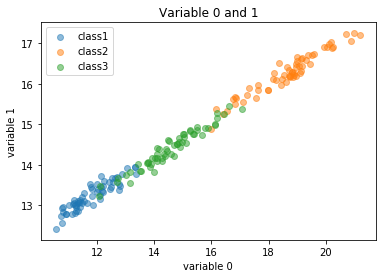 Variable 0 and 1
class1
class2
class3
17
16
15
14
13
variable 1
12
14
16
18
20
variable 0